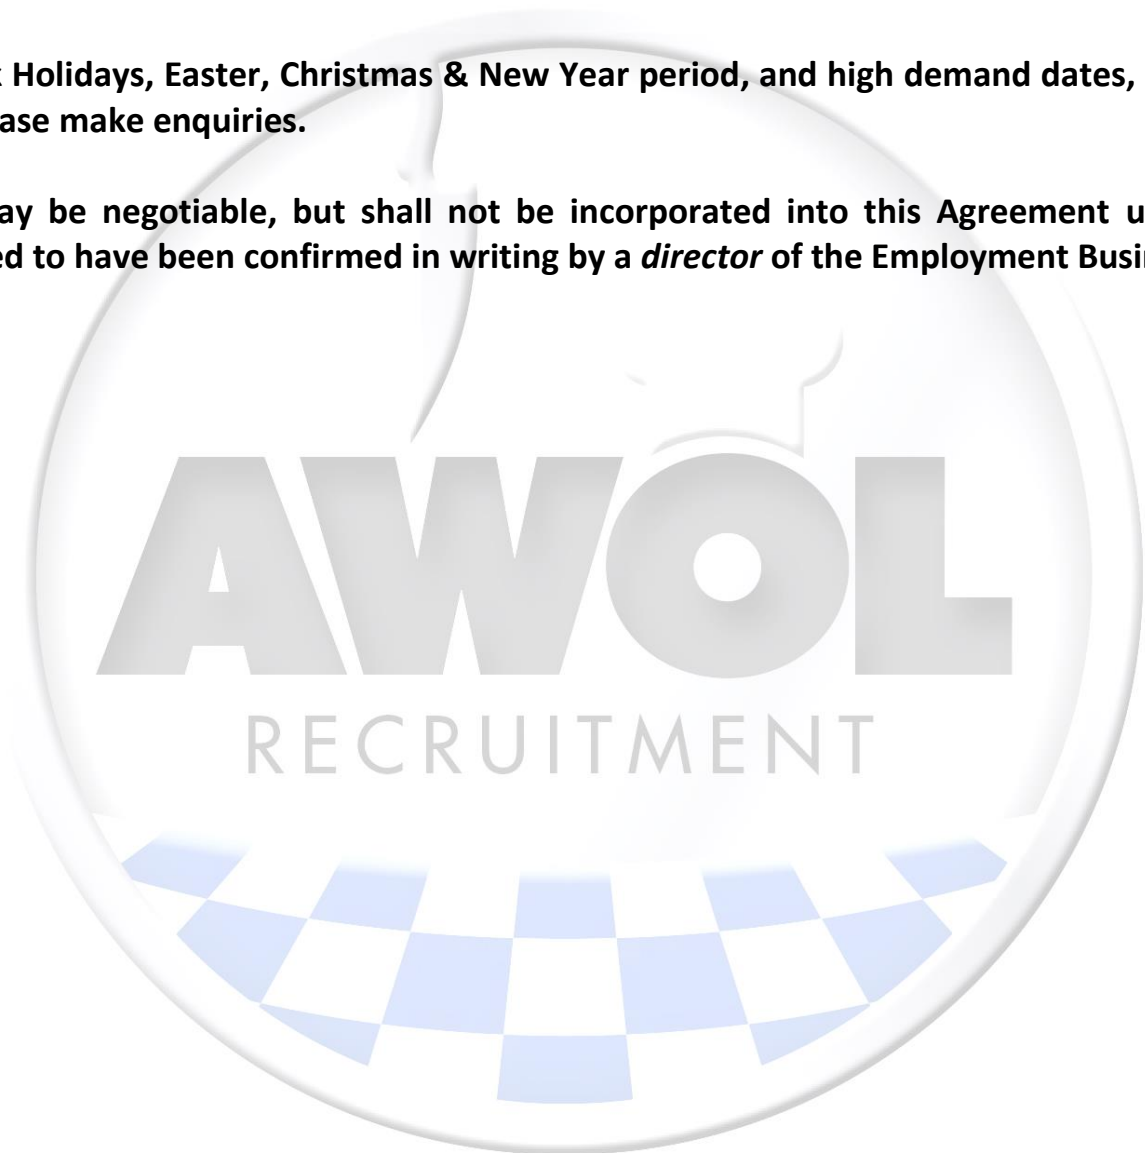 Holidays, Easter, Christmas & New Year period, and high demand dates,
ase make enquiries.
ay be negotiable, but shall not be incorporated into this Agreement u
ed to have been confirmed in writing by a director of the Employment Busi
AWOL
RECRUITMENT